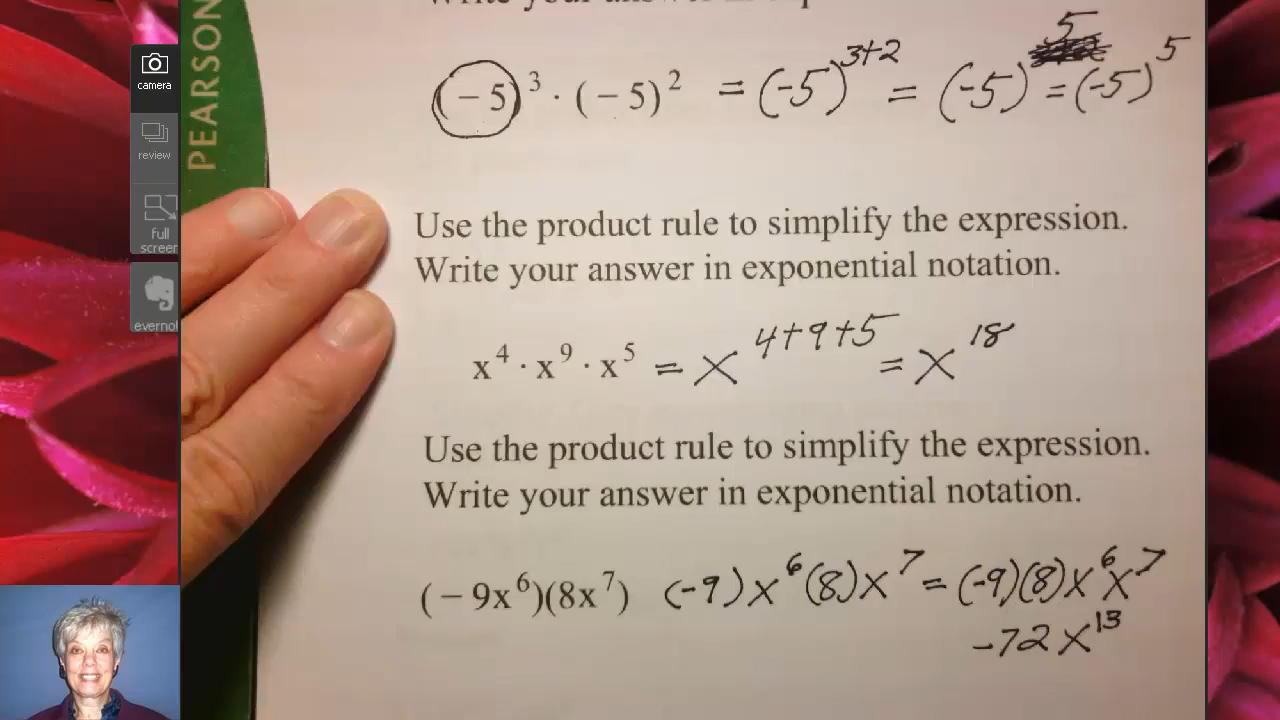 PEARSON
camera
review
full
screen
evernot
(−5)³ · (−5)² = (-5)³⁺² = (-5)⁵ = (-5)⁵
Use the product rule to simplify the expression.
Write your answer in exponential notation.
x⁴ · x⁹ · x⁵ = x⁴⁺⁹⁺⁵ = x¹⁸
Use the product rule to simplify the expression.
Write your answer in exponential notation.
(−9x⁶)(8x⁷) (-9)x⁶(8)x⁷ = (-9)(8)x⁶x⁷
-72x¹³